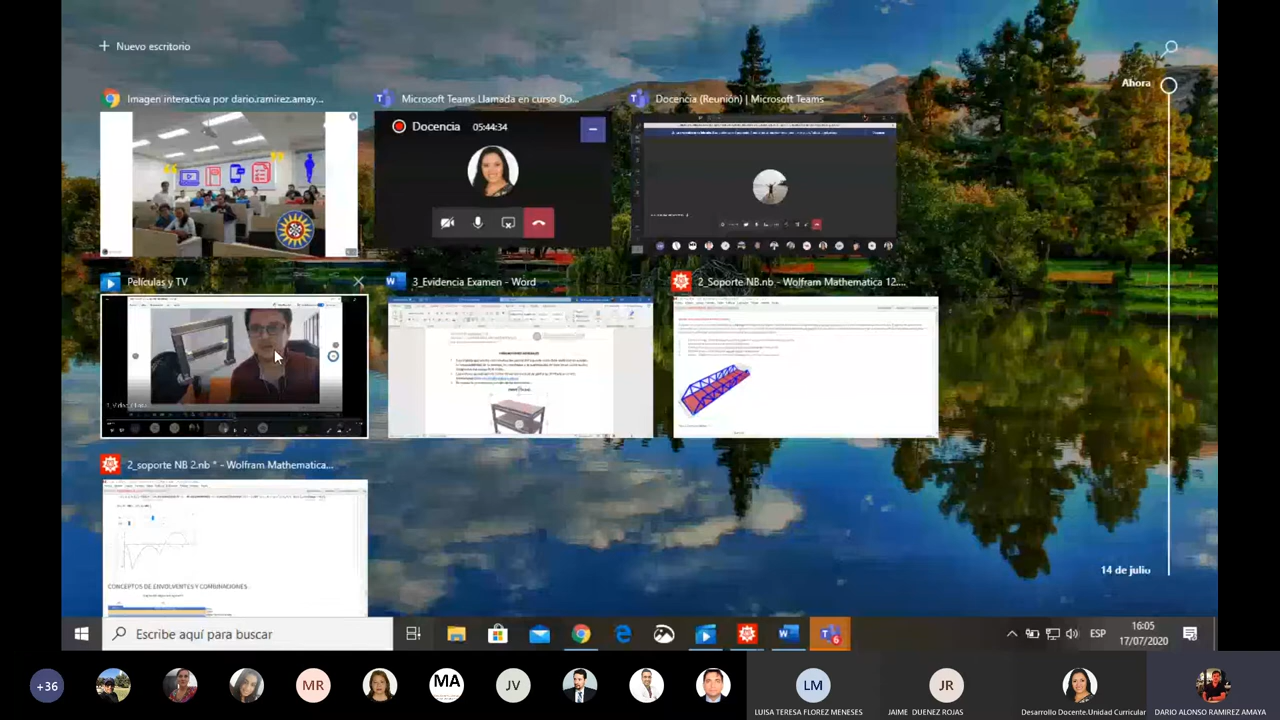 Nuevo escritorio
Ahora
Imagen interactiva por dario.ramirez.amay...
Microsoft Teams Llamada en curso Do...
Docencia (Reunión) | Microsoft Teams
Docencia 05:44:34
Películas y TV
3_Evidencia Examen - Word
2_Soporte NB.nb - Wolfram Mathematica 12....
2_soporte NB 2.nb * - Wolfram Mathematica...
CONCEPTOS DE ENVOLVENTES Y COMBINACIONES
14 de julio
Escribe aquí para buscar
6
ESP
16:05
17/07/2020
+36
MR
MA
JV
LM
JR
LUISA TERESA FLOREZ MENESES
JAIME DUENEZ ROJAS
Desarrollo Docente.Unidad Curricular
DARIO ALONSO RAMIREZ AMAYA